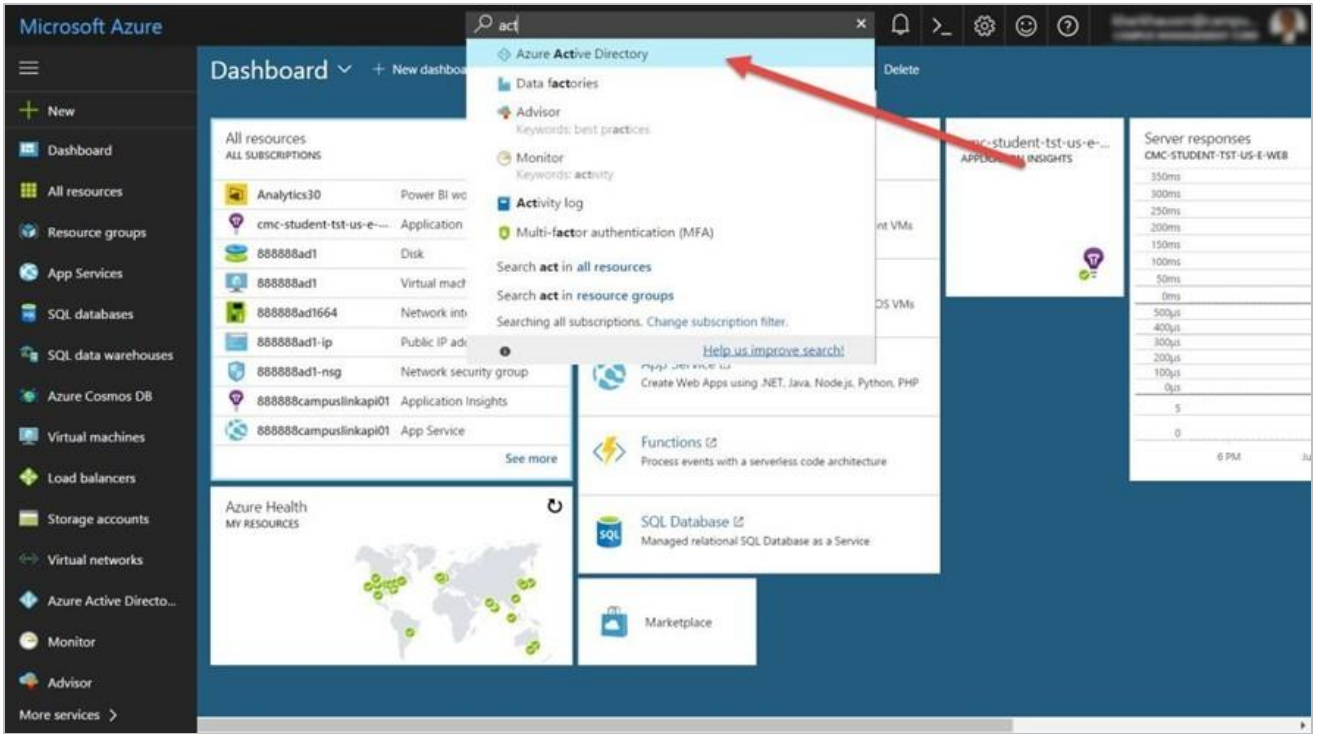 Microsoft Azure
act
Dashboard
+ New dashboa
Delete
New
Dashboard
All resources
Resource groups
App Services
SQL databases
SQL data warehouses
Azure Cosmos DB
Virtual machines
Load balancers
Storage accounts
Virtual networks
Azure Active Directo...
Monitor
Advisor
More services >
Azure Active Directory
Data factories
Advisor
Keywords: best practices
Monitor
Keywords: activity
Activity log
Multi-factor authentication (MFA)
Search act in all resources
Search act in resource groups
Searching all subscriptions. Change subscription filter.
Help us improve search!
All resources
ALL SUBSCRIPTIONS
Analytics30 Power BI wo
cmc-student-tst-us-e-... Application
888888ad1 Disk
888888ad1 Virtual mach
888888ad1664 Network inte
888888ad1-ip Public IP add
888888ad1-nsg Network security group
888888campuslinkapi01 Application Insights
888888campuslinkapi01 App Service
See more
Azure Health
MY RESOURCES
nt VMs
OS VMs
App Service
Create Web Apps using .NET, Java, Node.js, Python, PHP
Functions
Process events with a serverless code architecture
SQL Database
SQL
Managed relational SQL Database as a Service
Marketplace
cmc-student-tst-us-e-...
APPLICATION INSIGHTS
Server responses
CMC-STUDENT-TST-US-E-WEB
350ms
300ms
250ms
200ms
150ms
100ms
50ms
0ms
500µs
400µs
300µs
200µs
100µs
0µs
5
0
6 PM
Ju